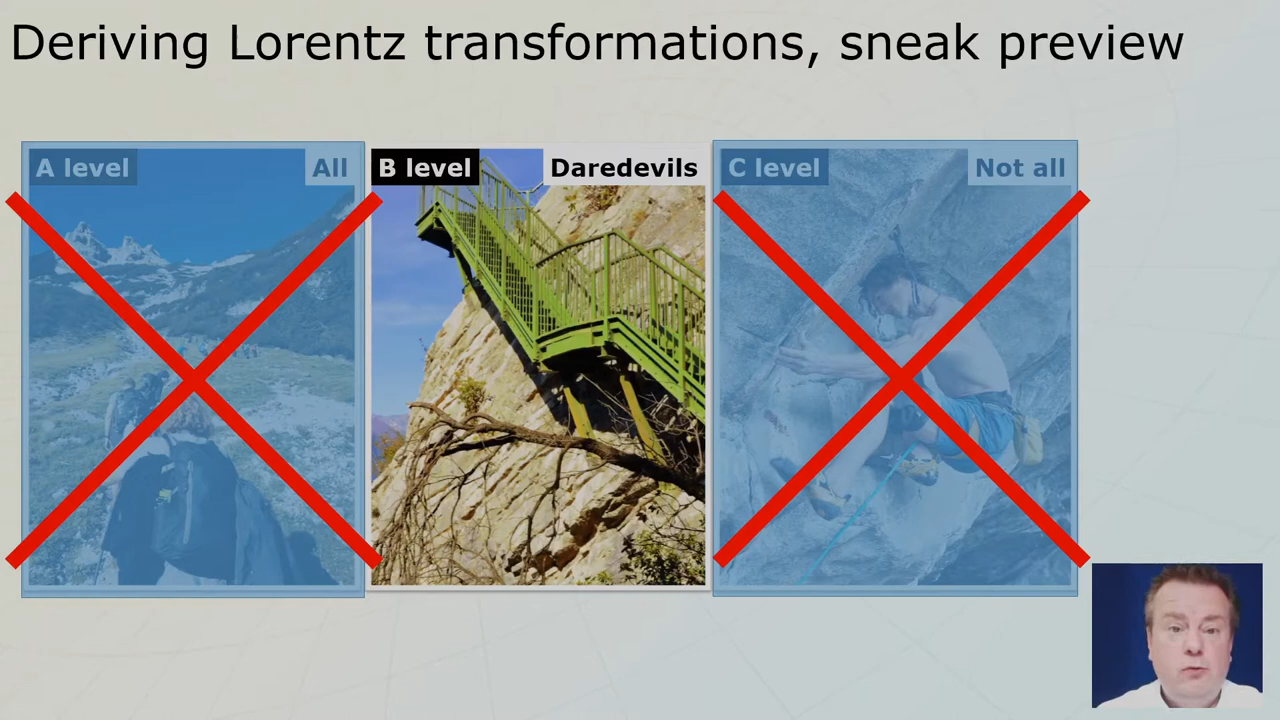 Deriving Lorentz transformations, sneak preview
A level
All
B level
Daredevils
C level
Not all